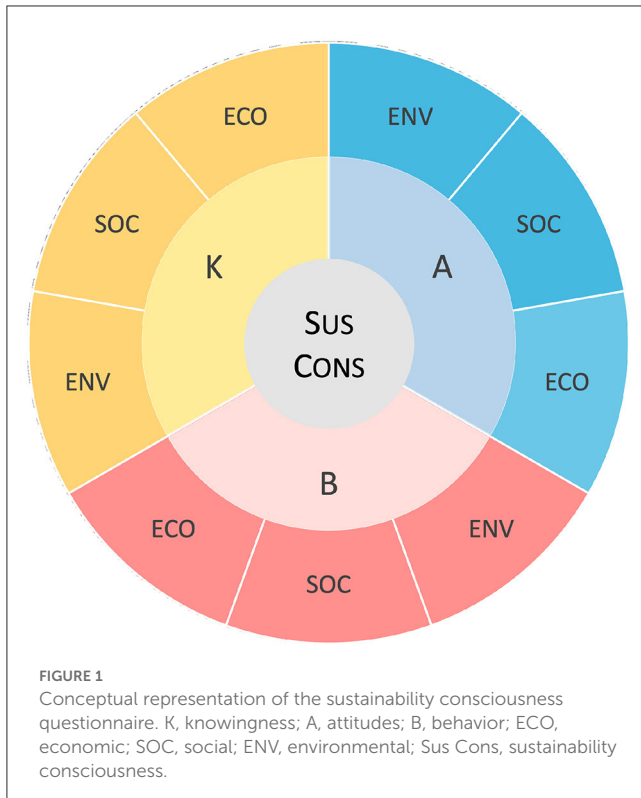 ECO
ENV
SOC
SOC
K
A
SUS
CONS
ENV
ECO
B
ECO
ENV
SOC
FIGURE 1
Conceptual representation of the sustainability consciousness
questionnaire. K, knowingness; A, attitudes; B, behavior; ECO,
economic; SOC, social; ENV, environmental; Sus Cons, sustainability
consciousness.